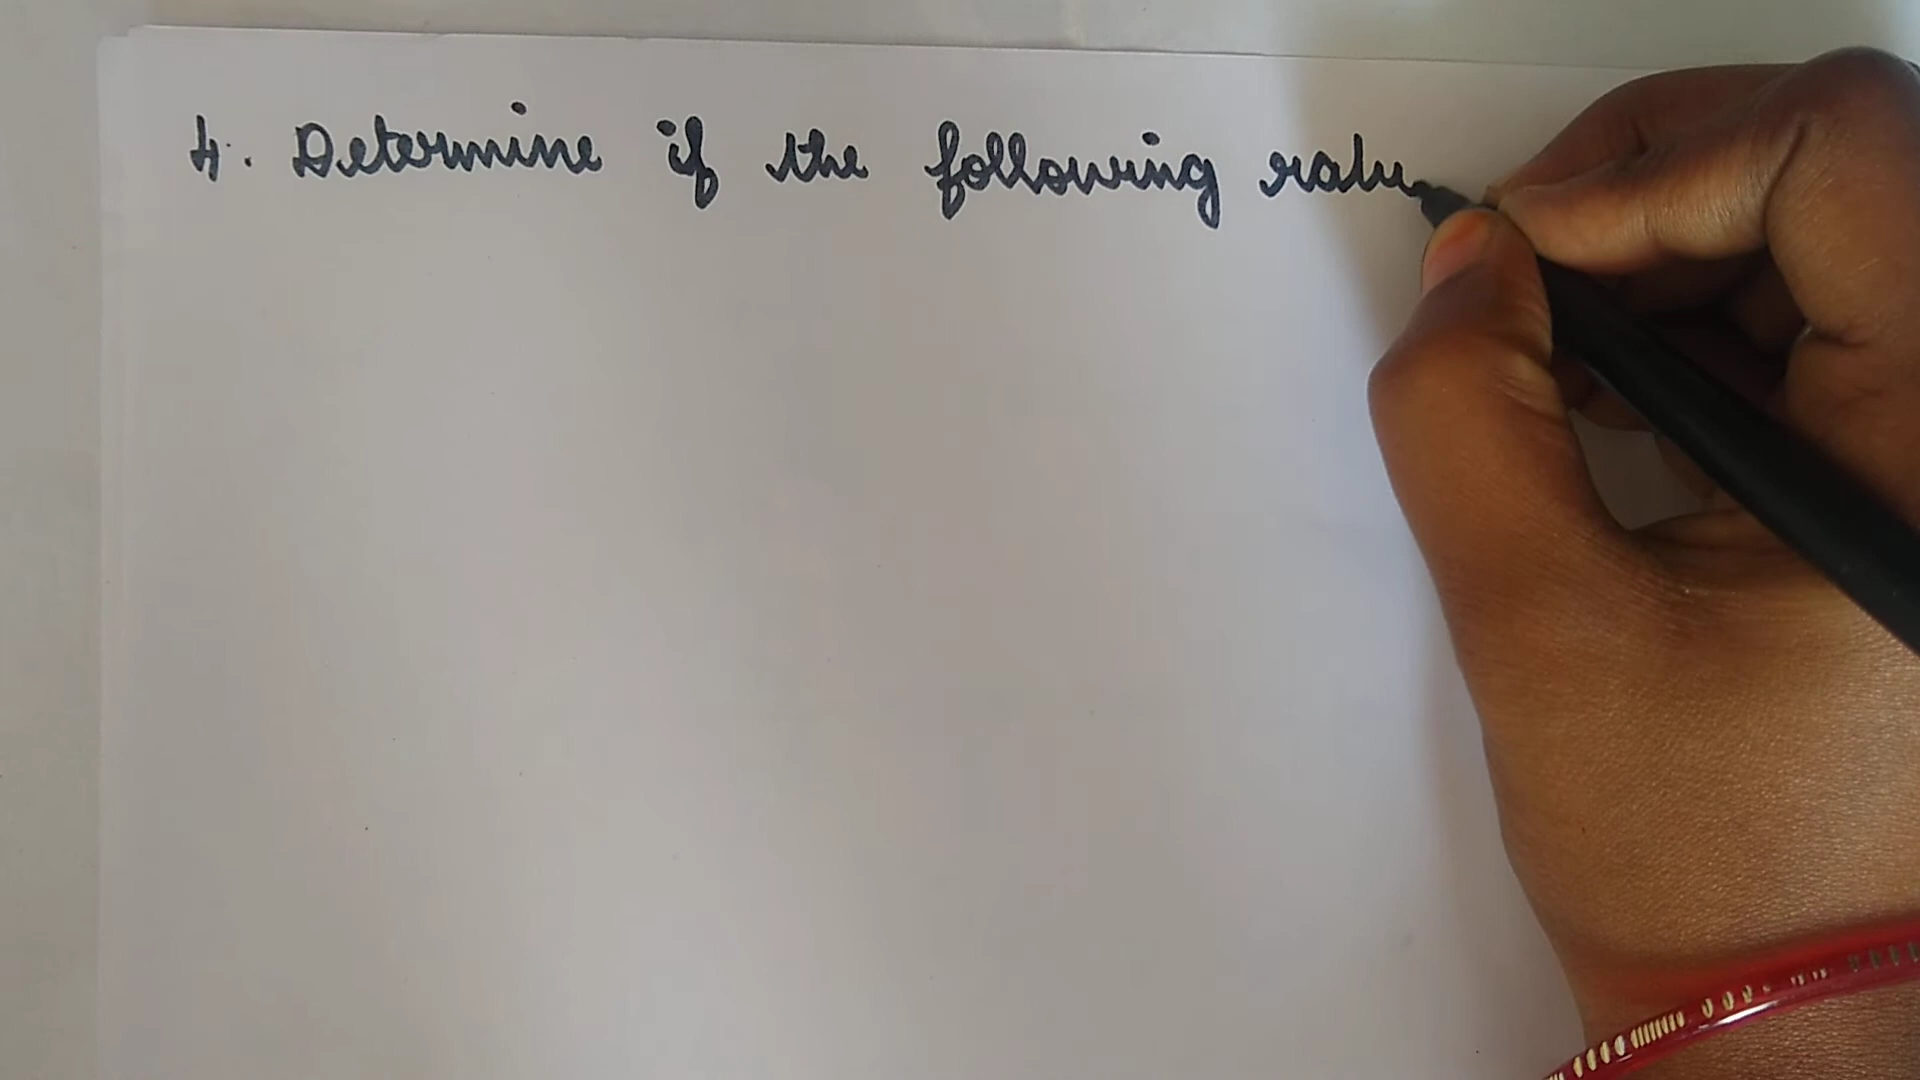 4. Determine if the following